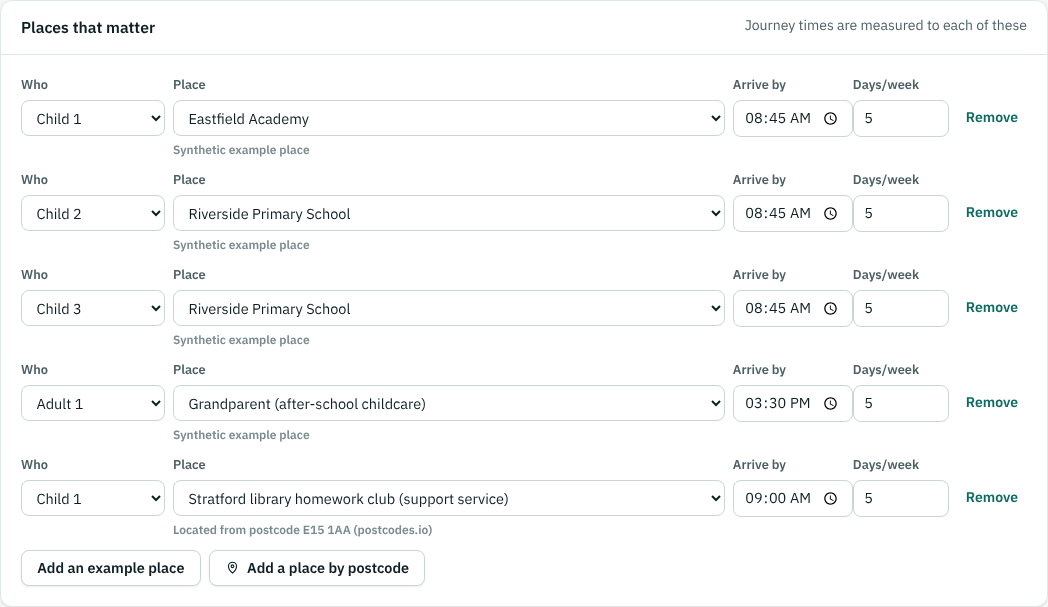 Places that matter
Journey times are measured to each of these
Who Place Arrive by Days/week
Child 1 Eastfield Academy 08:45 AM 5 Remove
Synthetic example place
Who Place Arrive by Days/week
Child 2 Riverside Primary School 08:45 AM 5 Remove
Synthetic example place
Who Place Arrive by Days/week
Child 3 Riverside Primary School 08:45 AM 5 Remove
Synthetic example place
Who Place Arrive by Days/week
Adult 1 Grandparent (after-school childcare) 03:30 PM 5 Remove
Synthetic example place
Who Place Arrive by Days/week
Child 1 Stratford library homework club (support service) 09:00 AM 5 Remove
Located from postcode E15 1AA (postcodes.io)
Add an example place Add a place by postcode